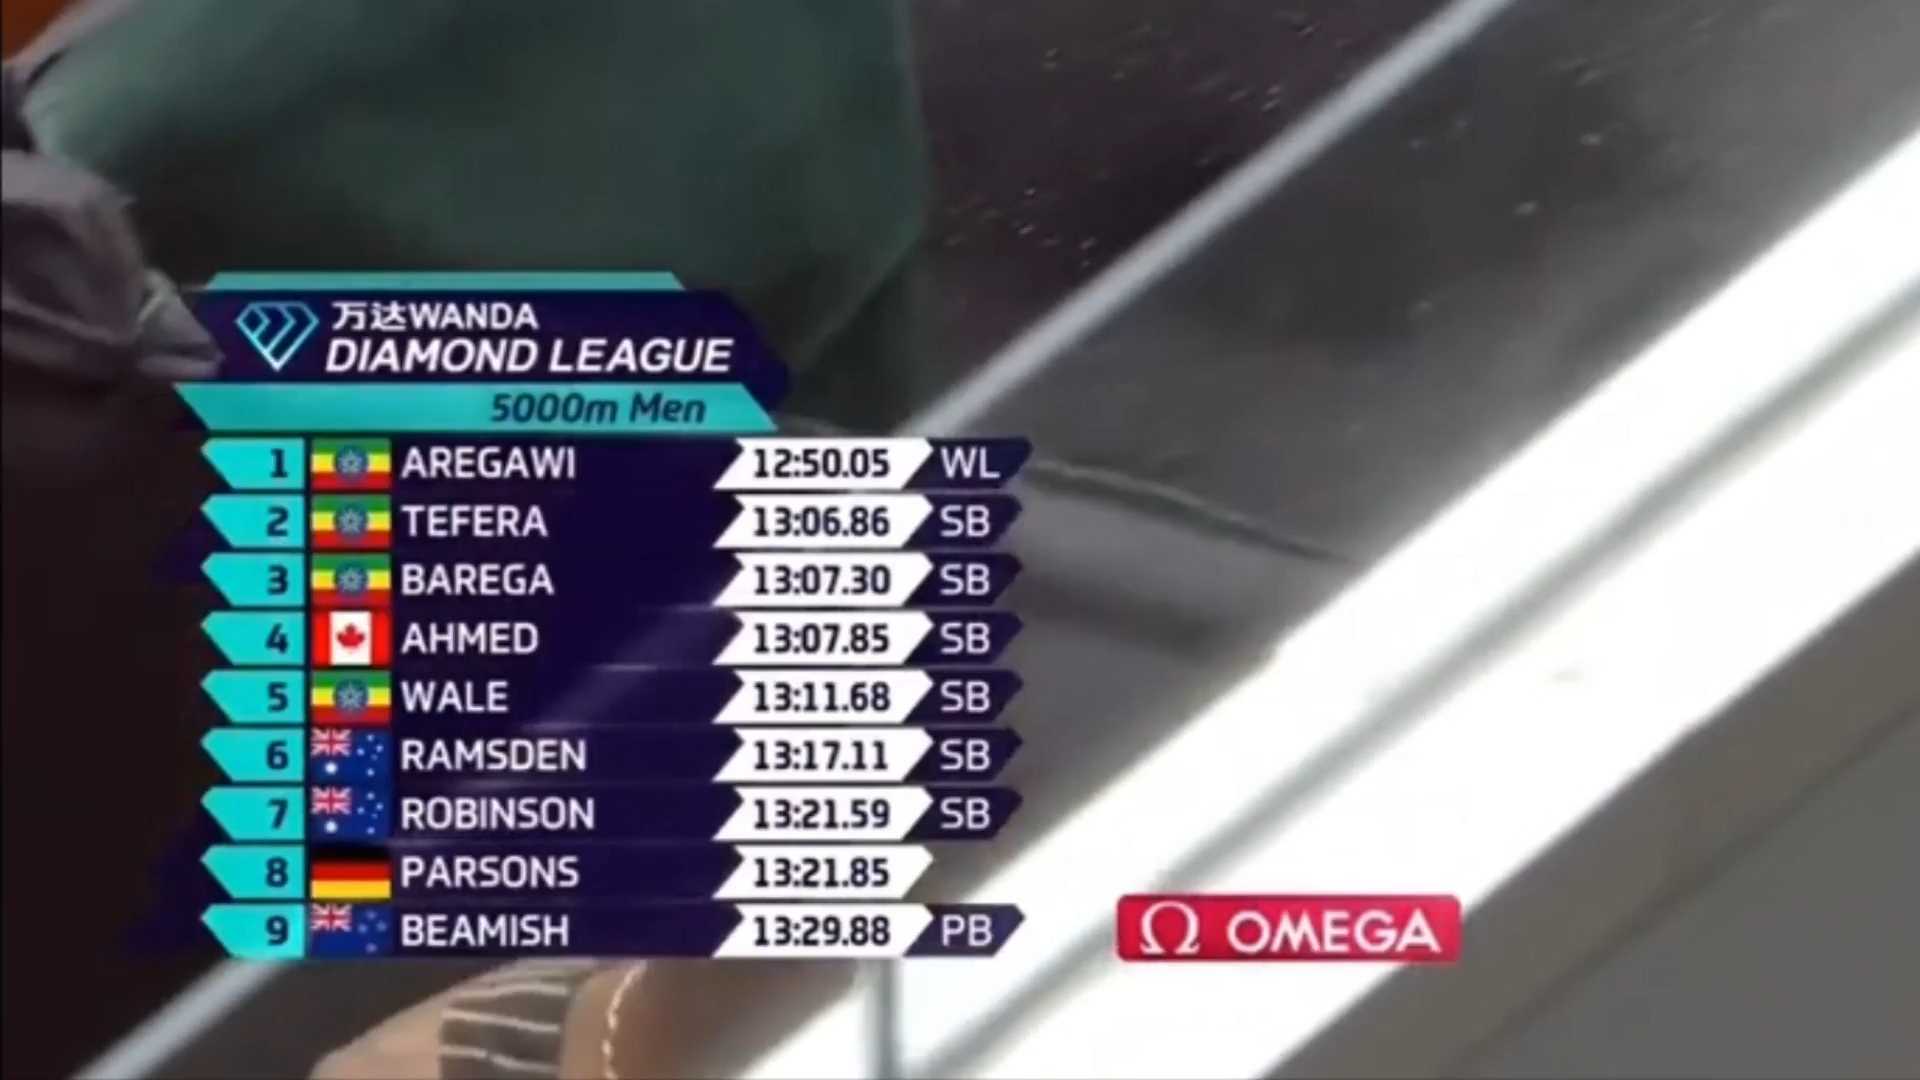 万达WANDA
DIAMOND LEAGUE
5000m Men
1 AREGAWI 12:50.05 WL
2 TEFERA 13:06.86 SB
3 BAREGA 13:07.30 SB
4 AHMED 13:07.85 SB
5 WALE 13:11.68 SB
6 RAMSDEN 13:17.11 SB
7 ROBINSON 13:21.59 SB
8 PARSONS 13:21.85
9 BEAMISH 13:29.88 PB
Ω OMEGA